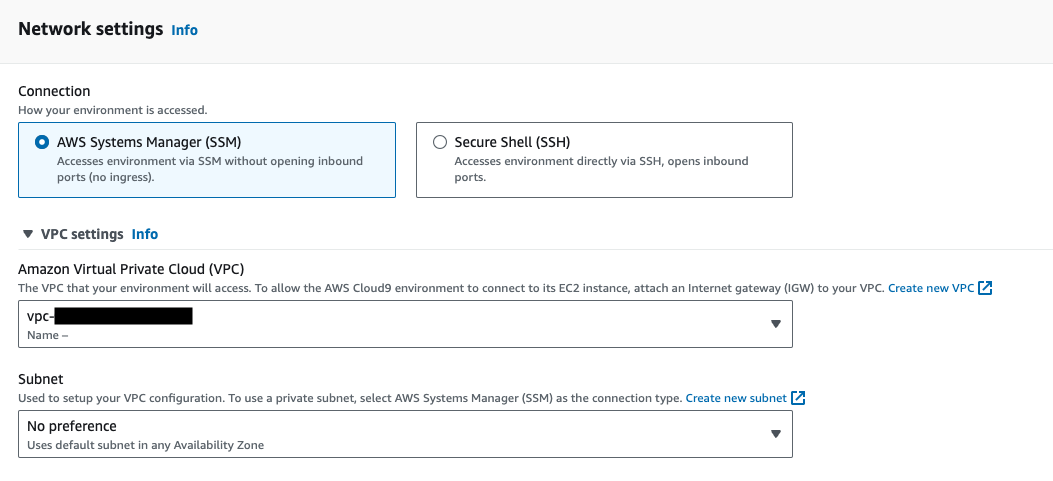 Network settings Info
Connection
How your environment is accessed.
AWS Systems Manager (SSM)
Accesses environment via SSM without opening inbound
ports (no ingress).
Secure Shell (SSH)
Accesses environment directly via SSH, opens inbound
ports.
VPC settings Info
Amazon Virtual Private Cloud (VPC)
The VPC that your environment will access. To allow the AWS Cloud9 environment to connect to its EC2 instance, attach an Internet gateway (IGW) to your VPC. Create new VPC
vpc-
Name –
Subnet
Used to setup your VPC configuration. To use a private subnet, select AWS Systems Manager (SSM) as the connection type. Create new subnet
No preference
Uses default subnet in any Availability Zone